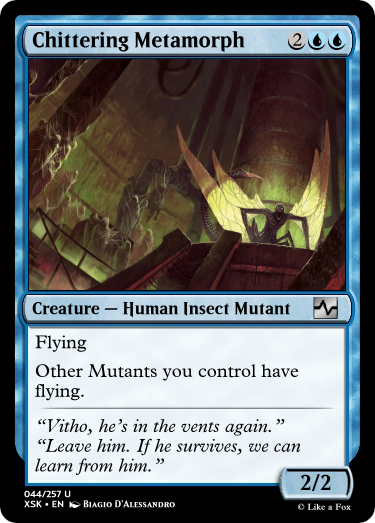 Chittering Metamorph 2
Creature — Human Insect Mutant
Flying
Other Mutants you control have
flying.
“Vitho, he’s in the vents again.”
“Leave him. If he survives, we can
learn from him.”
2/2
044/257 U
XSK • EN Biagio D’Alessandro
© Like a Fox